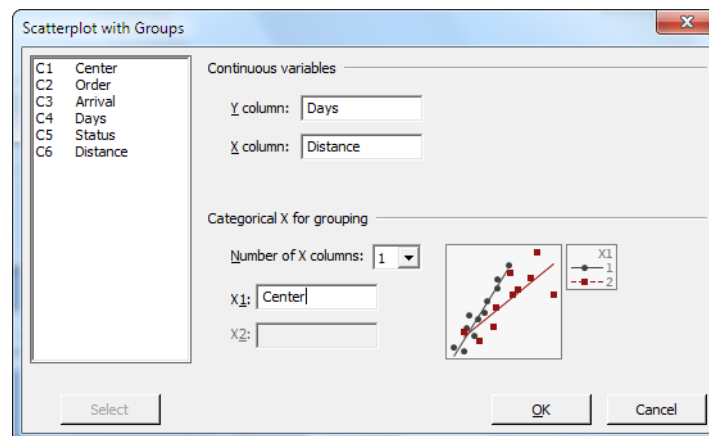 Scatterplot with Groups
C1 Center
C2 Order
C3 Arrival
C4 Days
C5 Status
C6 Distance
Continuous variables
Y column: Days
X column: Distance
Categorical X for grouping
Number of X columns: 1
X1: Center
X2:
X1
1
2
Select
OK
Cancel